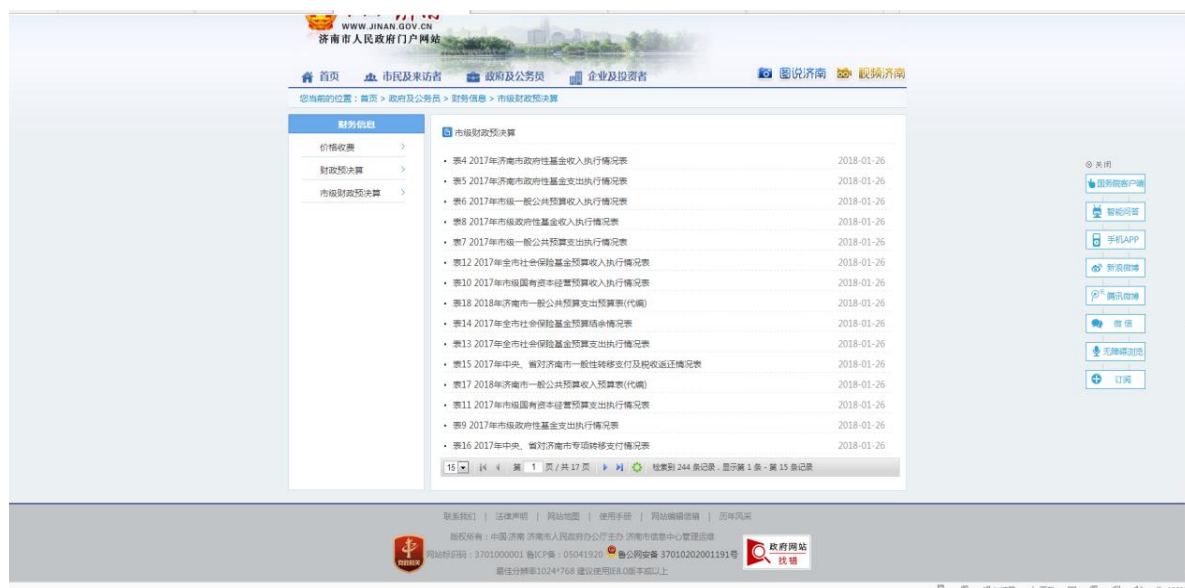 WWW.JINAN.GOV.CN
济南市人民政府门户网站
首页 市民及来访者 政府及公务员 企业及投资者 图说济南 视频济南
您当前的位置：首页 > 政府及公务员 > 财务信息 > 市级财政预决算
财务信息
价格收费
财政预决算
市级财政预决算
市级财政预决算
表4 2017年济南市政府性基金收入执行情况表 2018-01-26
表5 2017年济南市政府性基金支出执行情况表 2018-01-26
表6 2017年市级一般公共预算收入执行情况表 2018-01-26
表8 2017年市级政府性基金收入执行情况表 2018-01-26
表7 2017年市级一般公共预算支出执行情况表 2018-01-26
表12 2017年全市社会保险基金预算收入执行情况表 2018-01-26
表10 2017年市级国有资本经营预算收入执行情况表 2018-01-26
表18 2018年济南市一般公共预算支出预算表(代编) 2018-01-26
表14 2017年全市社会保险基金预算结余情况表 2018-01-26
表13 2017年全市社会保险基金预算支出执行情况表 2018-01-26
表15 2017年中央、省对济南市一般性转移支付及税收返还情况表 2018-01-26
表17 2018年济南市一般公共预算收入预算表(代编) 2018-01-26
表11 2017年市级国有资本经营预算支出执行情况表 2018-01-26
表9 2017年市级政府性基金支出执行情况表 2018-01-26
表16 2017年中央、省对济南市专项转移支付情况表 2018-01-26
15 第 1 页 / 共 17 页 检索到 244 条记录，显示第 1 条 - 第 15 条记录
关闭
国务院客户端
智能问答
手机APP
新浪微博
腾讯微博
微信
无障碍浏览
订阅
联系我们 | 法律声明 | 网站地图 | 使用手册 | 网站编辑信箱 | 历年风采
版权所有：中国·济南 济南市人民政府办公厅主办 济南市信息中心管理运维
网站标识码：3701000001 鲁ICP备：05041920 鲁公网安备 37010202001191号
最佳分辨率1024*768 建议使用IE8.0版本或以上
党政机关
政府网站
找错